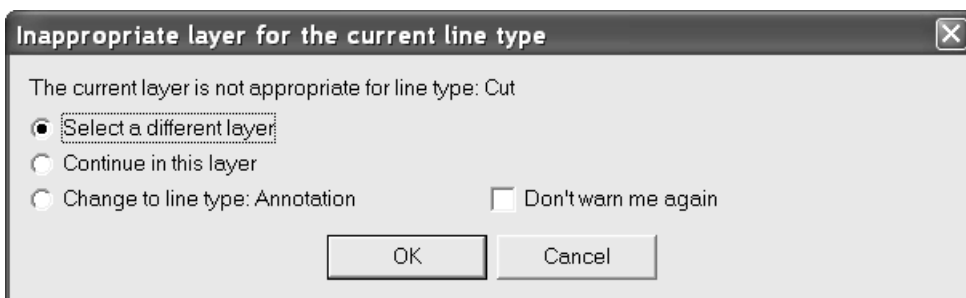 Inappropriate layer for the current line type
The current layer is not appropriate for line type: Cut
Select a different layer
Continue in this layer
Change to line type: Annotation Don't warn me again
OK Cancel